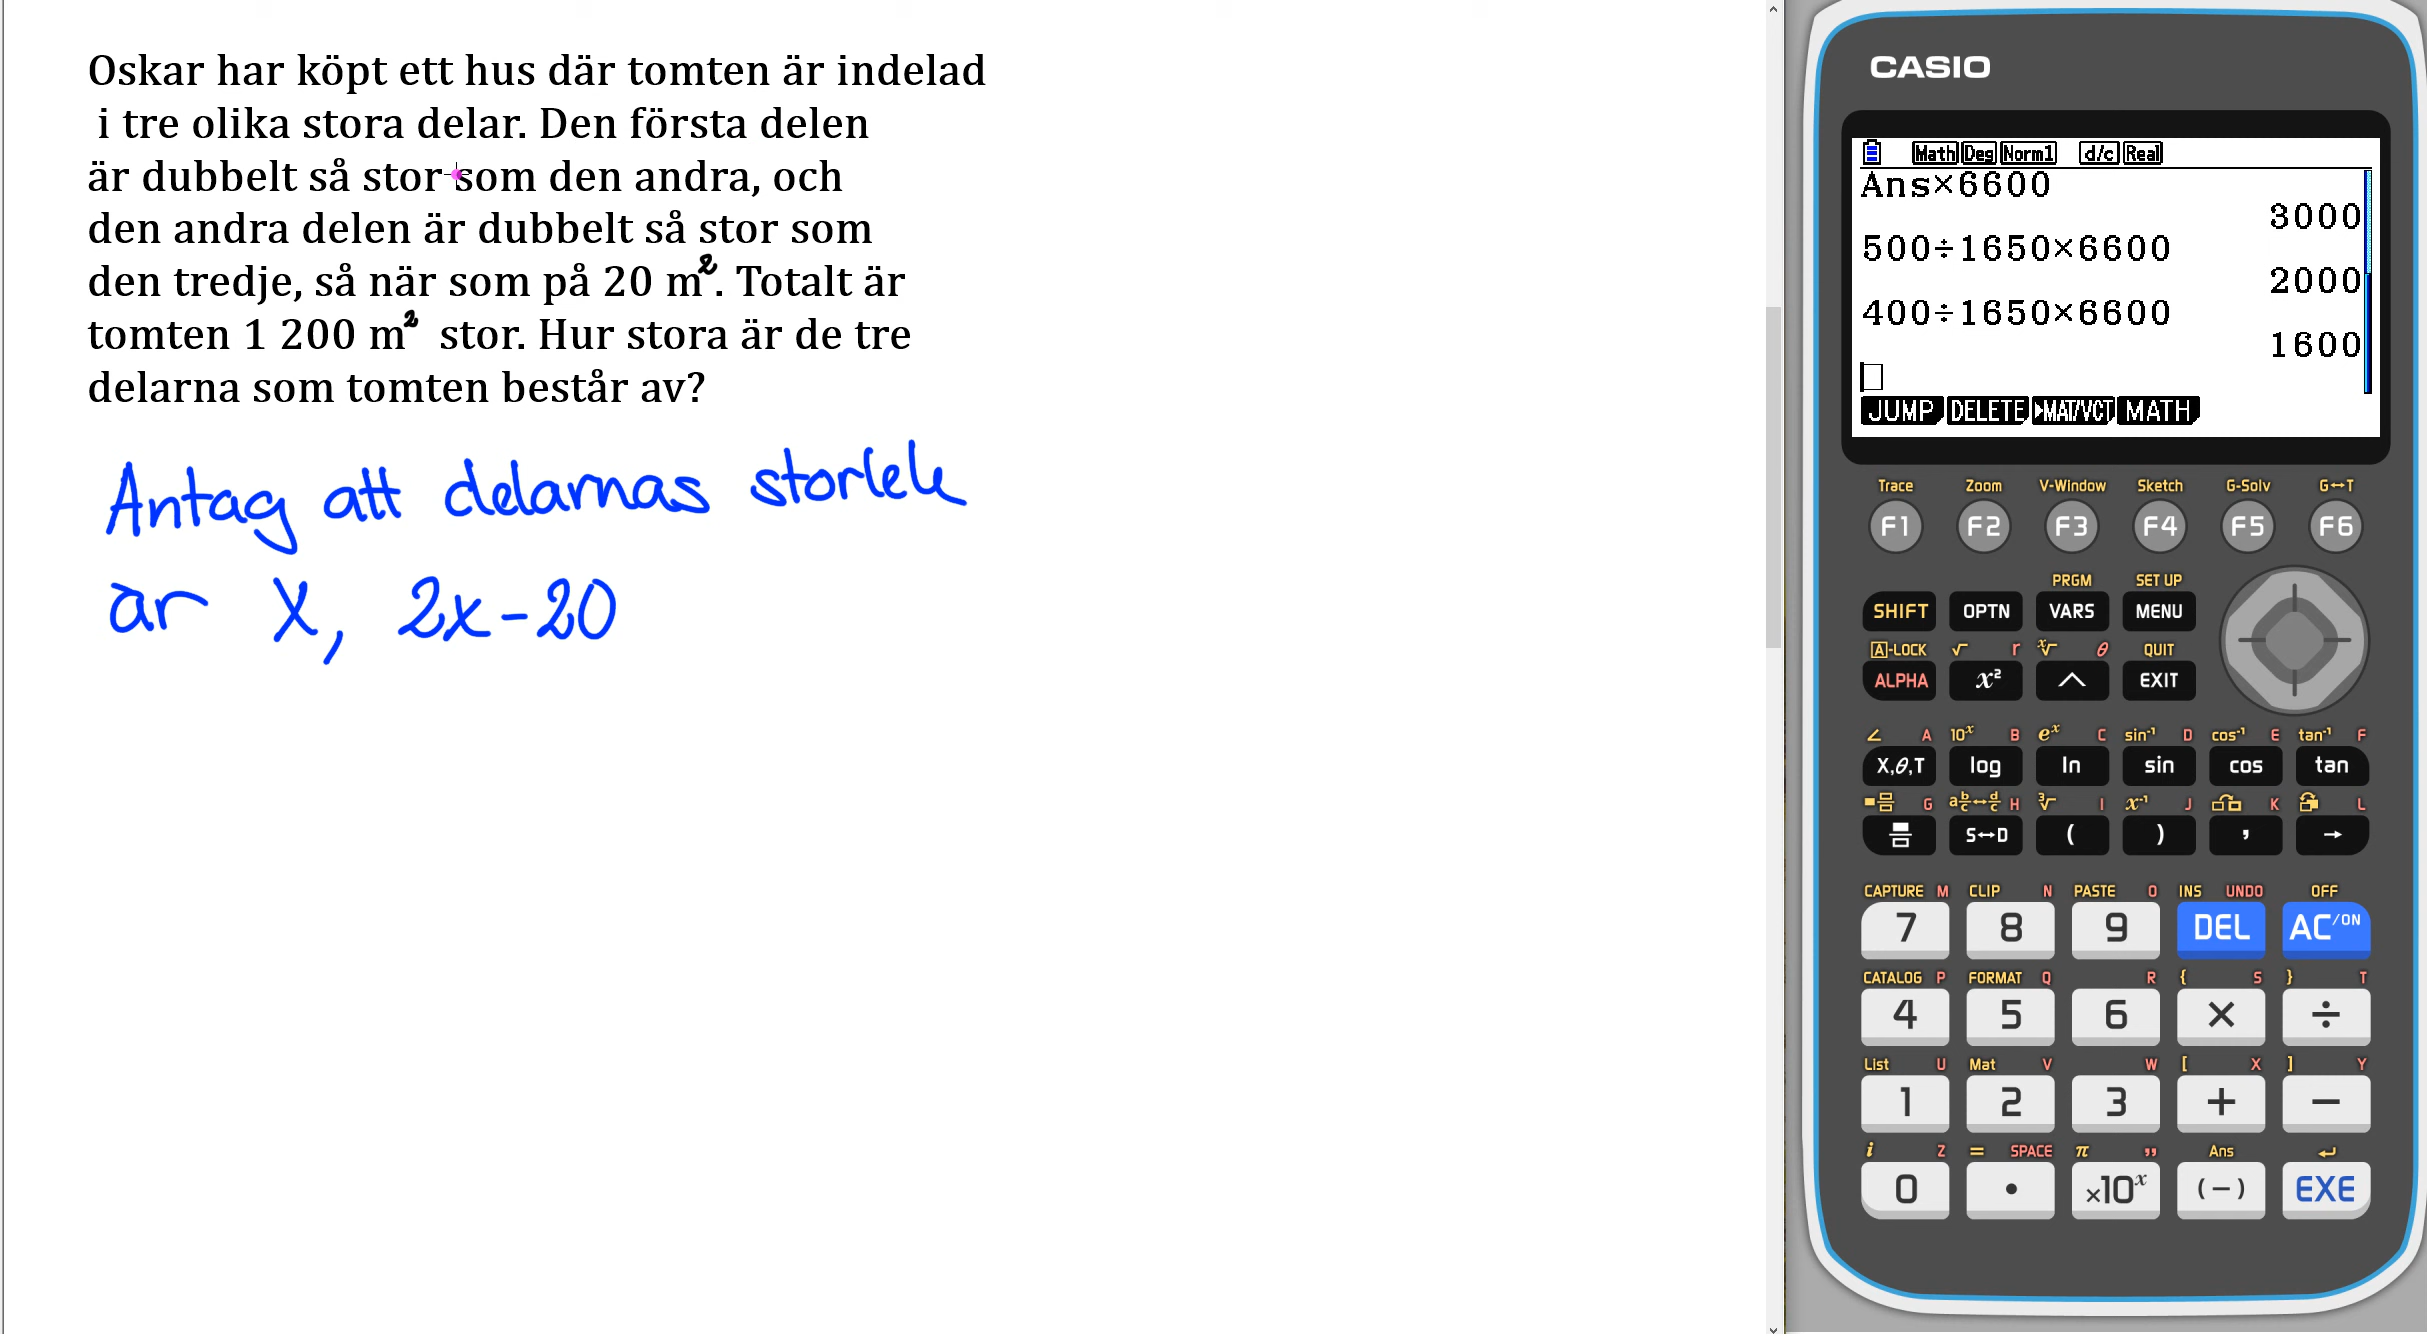 Oskar har köpt ett hus där tomten är indelad
i tre olika stora delar. Den första delen
är dubbelt så stor som den andra, och
den andra delen är dubbelt så stor som
den tredje, så när som på 20 m². Totalt är
tomten 1 200 m² stor. Hur stora är de tre
delarna som tomten består av?
Antag att delarnas storlek
är x, 2x-20
CASIO
Math Deg Norm1 d/c Real
Ans×6600
3000
500÷1650×6600
2000
400÷1650×6600
1600
JUMP DELETE ▶MAT/VCT MATH
Trace Zoom V-Window Sketch G-Solv G↔T
F1 F2 F3 F4 F5 F6
PRGM SET UP
SHIFT OPTN VARS MENU
A-LOCK √ r ˣ√ θ QUIT
ALPHA x² ^ EXIT
∠ A 10ˣ B eˣ C sin⁻¹ D cos⁻¹ E tan⁻¹ F
X,θ,T log ln sin cos tan
G a b/c↔d/c H ³√ I x⁻¹ J K L
S↔D ( ) , →
CAPTURE M CLIP N PASTE O INS UNDO OFF
7 8 9 DEL AC/ON
CATALOG P FORMAT Q R { S } T
4 5 6 × ÷
List U Mat V W [ X ] Y
1 2 3 + −
i Z = SPACE π " Ans ↵
0 • ×10ˣ (−) EXE